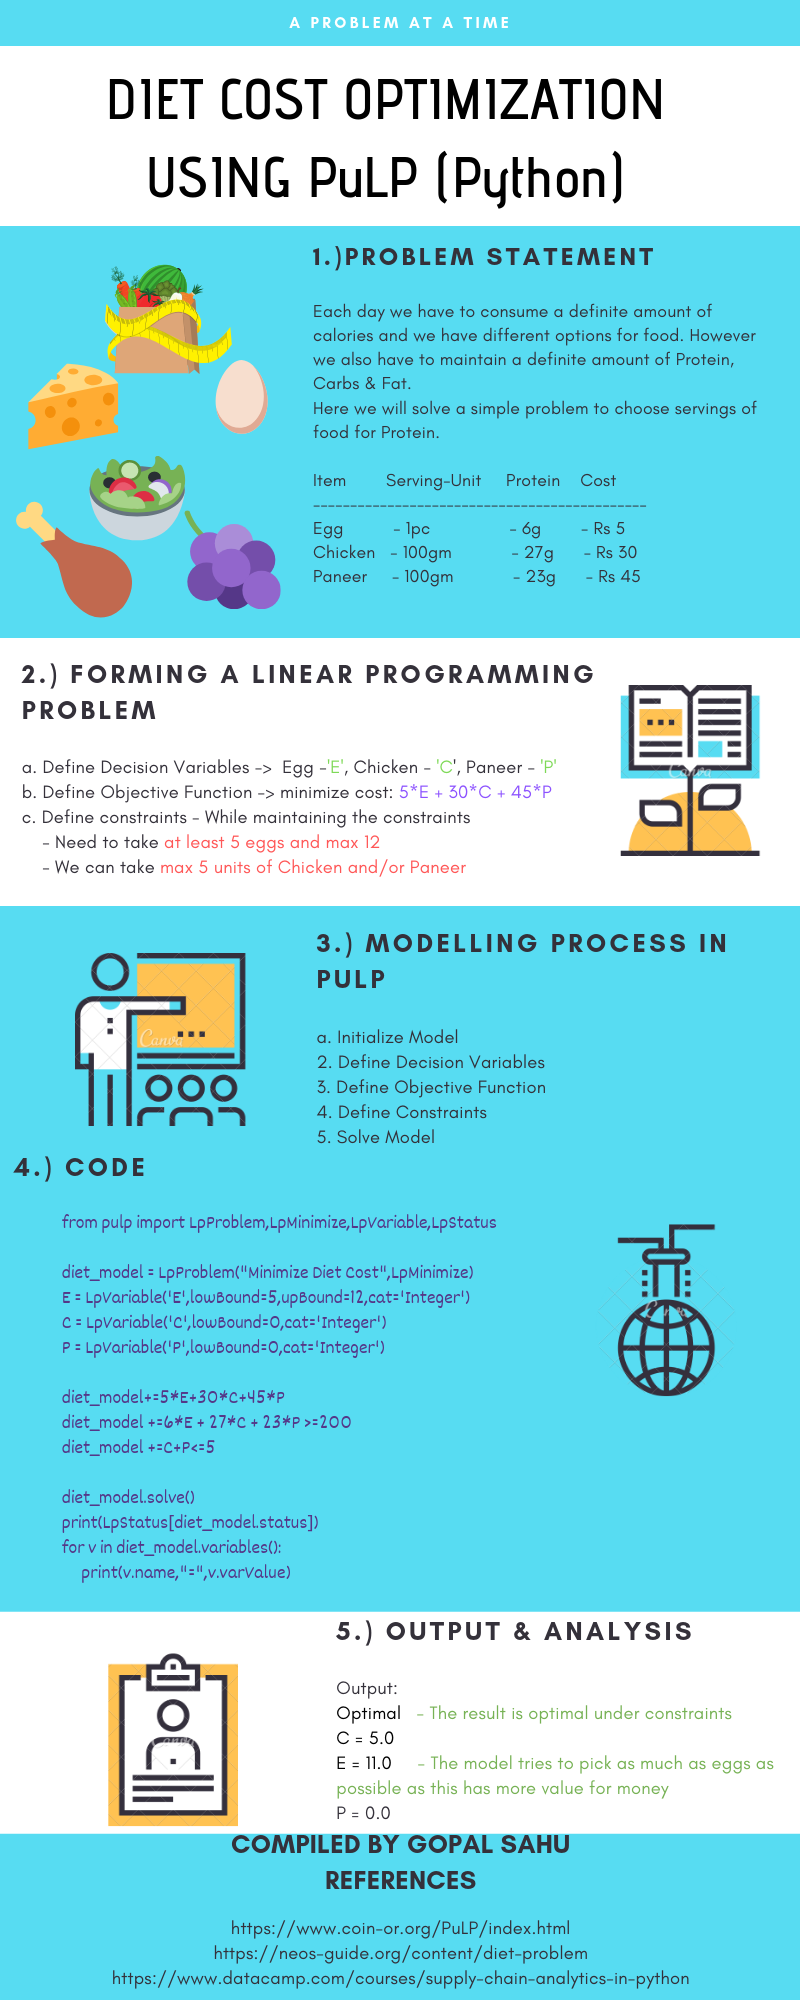 A PROBLEM AT A TIME
DIET COST OPTIMIZATION
USING PuLP (Python)
1.)PROBLEM STATEMENT
Each day we have to consume a definite amount of
calories and we have different options for food. However
we also have to maintain a definite amount of Protein,
Carbs & Fat.
Here we will solve a simple problem to choose servings of
food for Protein.
Item Serving-Unit Protein Cost
---------------------------------------------
Egg - 1pc - 6g - Rs 5
Chicken - 100gm - 27g - Rs 30
Paneer - 100gm - 23g - Rs 45
2.) FORMING A LINEAR PROGRAMMING
PROBLEM
a. Define Decision Variables -> Egg -'E', Chicken - 'C', Paneer - 'P'
b. Define Objective Function -> minimize cost: 5*E + 30*C + 45*P
c. Define constraints - While maintaining the constraints
- Need to take at least 5 eggs and max 12
- We can take max 5 units of Chicken and/or Paneer
Canva
3.) MODELLING PROCESS IN
PULP
a. Initialize Model
2. Define Decision Variables
3. Define Objective Function
4. Define Constraints
5. Solve Model
Canva
4.) CODE
from pulp import LpProblem,LpMinimize,LpVariable,LpStatus
diet_model = LpProblem("Minimize Diet Cost",LpMinimize)
E = LpVariable('E',lowBound=5,upBound=12,cat='Integer')
C = LpVariable('C',lowBound=0,cat='Integer')
P = LpVariable('P',lowBound=0,cat='Integer')
diet_model+=5*E+30*C+45*P
diet_model +=6*E + 27*C + 23*P >=200
diet_model +=C+P<=5
diet_model.solve()
print(LpStatus[diet_model.status])
for v in diet_model.variables():
print(v.name,"=",v.varValue)
Canva
5.) OUTPUT & ANALYSIS
Output:
Optimal - The result is optimal under constraints
C = 5.0
E = 11.0 - The model tries to pick as much as eggs as
possible as this has more value for money
P = 0.0
Canva
COMPILED BY GOPAL SAHU
REFERENCES
https://www.coin-or.org/PuLP/index.html
https://neos-guide.org/content/diet-problem
https://www.datacamp.com/courses/supply-chain-analytics-in-python